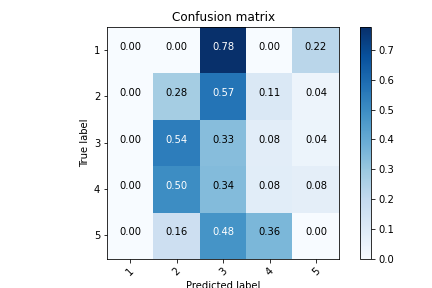 Confusion matrix
1 0.00 0.00 0.78 0.00 0.22
2 0.00 0.28 0.57 0.11 0.04
3 0.00 0.54 0.33 0.08 0.04
4 0.00 0.50 0.34 0.08 0.08
5 0.00 0.16 0.48 0.36 0.00
1 2 3 4 5
True label
Predicted label
0.7
0.6
0.5
0.4
0.3
0.2
0.1
0.0